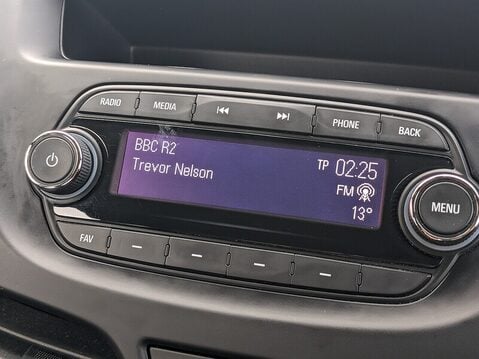 RADIO
MEDIA
PHONE
BACK
BBC R2
TP 02:25
Trevor Nelson
FM
13°
MENU
FAV